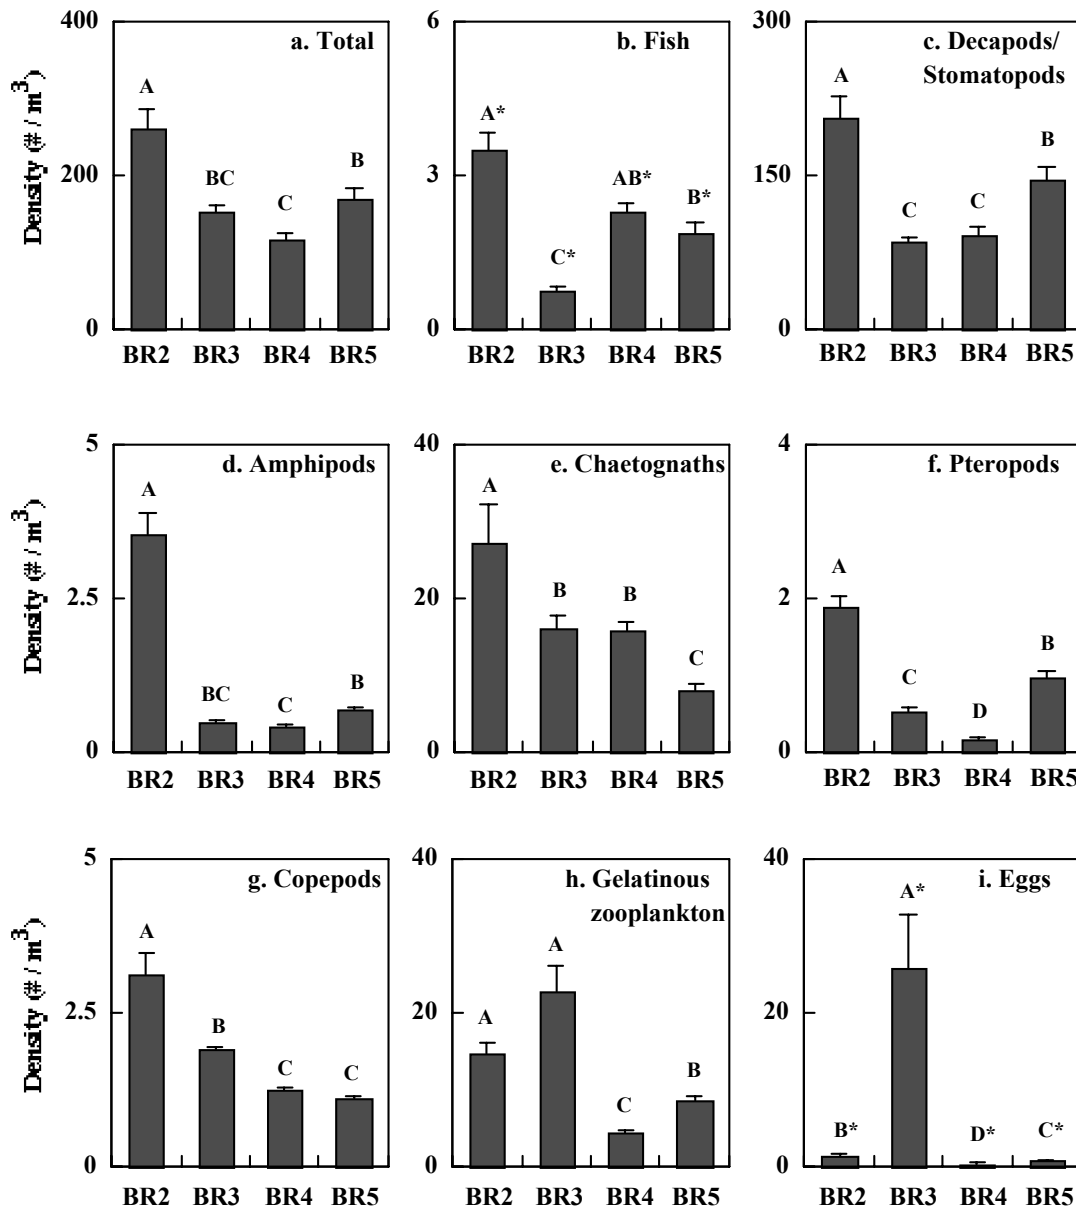 400
a. Total
A
Density (# / m3)
200
BC
C
B
0
BR2 BR3 BR4 BR5
6
b. Fish
A*
3
C*
AB*
B*
0
BR2 BR3 BR4 BR5
300
c. Decapods/
Stomatopods
A
150
C
C
B
0
BR2 BR3 BR4 BR5
5
d. Amphipods
A
Density (# / m3)
2.5
BC
C
B
0
BR2 BR3 BR4 BR5
40
e. Chaetognaths
A
20
B
B
C
0
BR2 BR3 BR4 BR5
4
f. Pteropods
A
2
C
D
B
0
BR2 BR3 BR4 BR5
5
g. Copepods
A
Density (# / m3)
2.5
B
C
C
0
BR2 BR3 BR4 BR5
40
h. Gelatinous
zooplankton
A
A
20
C
B
0
BR2 BR3 BR4 BR5
40
i. Eggs
A*
20
B*
D*
C*
0
BR2 BR3 BR4 BR5